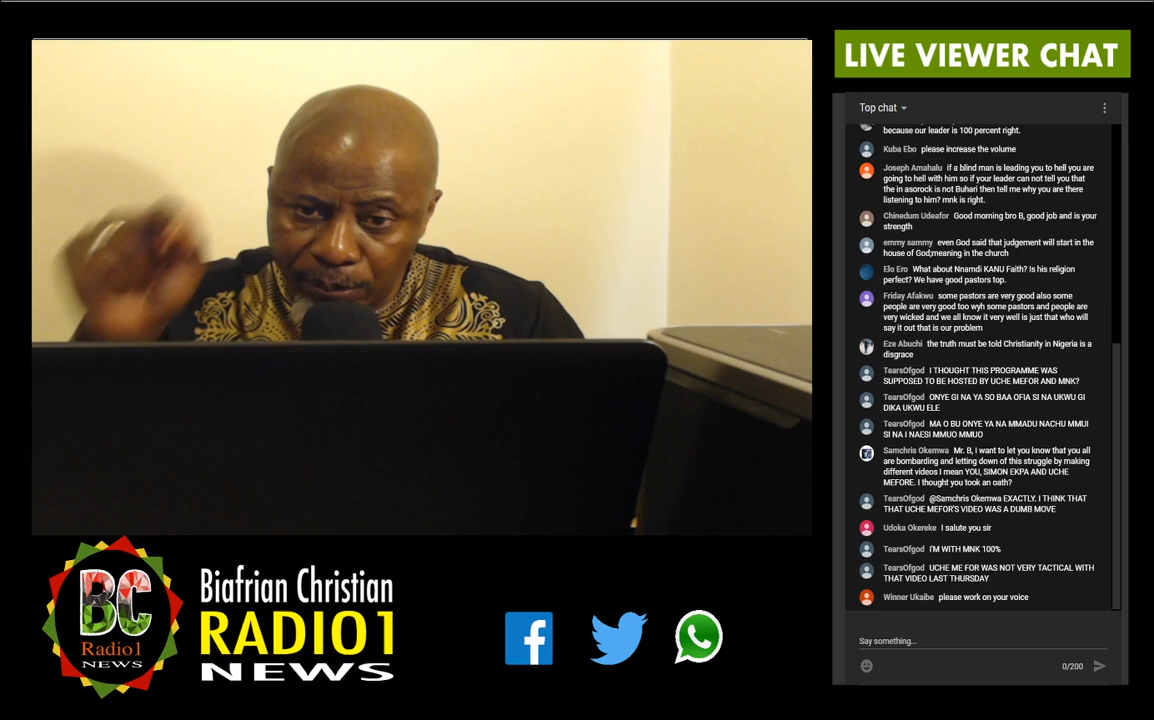 LIVE VIEWER CHAT
Top chat
because our leader is 100 percent right.
Kuba Ebo please increase the volume
Joseph Amahalu if a blind man is leading you to hell you are
going to hell with him so if your leader can not tell you that
the in asorock is not Buhari then tell me why you are there
listening to him? mnk is right.
Chinedum Udeafor Good morning bro B, good job and is your
strength
emmy sammy even God said that judgement will start in the
house of God,meaning in the church
Elo Ero What about Nnamdi KANU Faith? Is his religion
perfect? We have good pastors top.
Friday Afakwu some pastors are very good also some
people are very good too wyh some pastors and people are
very wicked and we all know it very well is just that who will
say it out that is our problem
Eze Abuchi the truth must be told Christianity in Nigeria is a
disgrace
TearsOfgod I THOUGHT THIS PROGRAMME WAS
SUPPOSED TO BE HOSTED BY UCHE MEFOR AND MNK?
TearsOfgod ONYE GI NA YA SO BAA OFIA SI NA UKWU GI
DIKA UKWU ELE
TearsOfgod MA O BU ONYE YA NA MMADU NACHU MMUI
SI NA I NAESI MMUO MMUO
Samchris Okemwa Mr. B, I want to let you know that you all
are bombarding and letting down of this struggle by making
different videos I mean YOU, SIMON EKPA AND UCHE
MEFORE. I thought you took an oath?
TearsOfgod @Samchris Okemwa EXACTLY. I THINK THAT
THAT UCHE MEFOR'S VIDEO WAS A DUMB MOVE
Udoka Okereke I salute you sir
TearsOfgod I'M WITH MNK 100%
TearsOfgod UCHE ME FOR WAS NOT VERY TACTICAL WITH
THAT VIDEO LAST THURSDAY
Winner Ukaibe please work on your voice
Say something...
0/200
BC
Radio1
NEWS
Biafrian Christian
RADIO1
NEWS